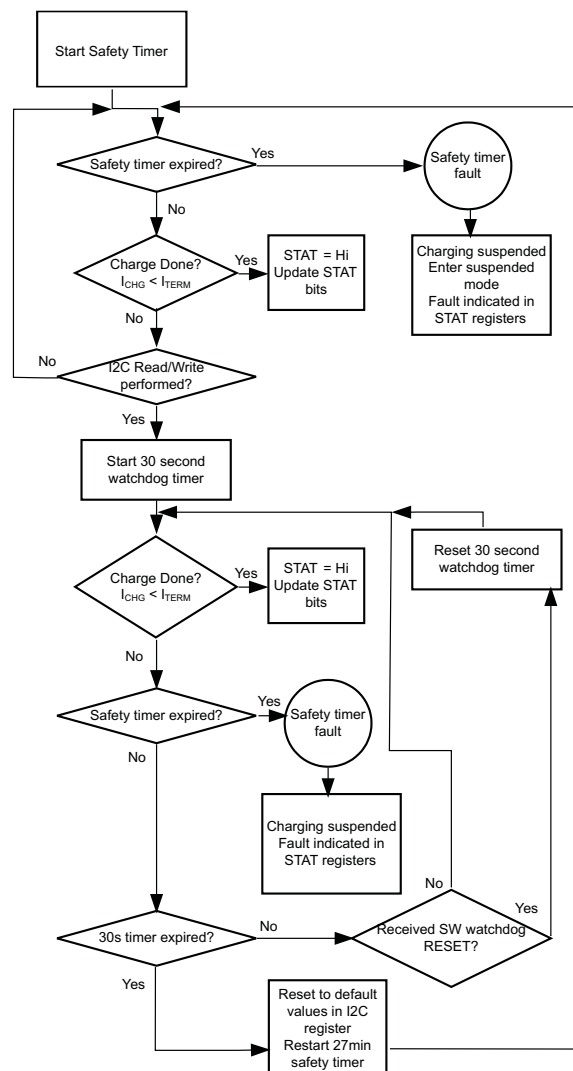 Start Safety Timer
Safety timer expired?
Yes
Safety timer
fault
No
Charge Done?
I_CHG < I_TERM
Yes
STAT = Hi
Update STAT
bits
Charging suspended
Enter suspended
mode
Fault indicated in
STAT registers
No
No
I2C Read/Write
performed?
Yes
Start 30 second
watchdog timer
Reset 30 second
watchdog timer
Charge Done?
I_CHG < I_TERM
Yes
STAT = Hi
Update STAT
bits
No
Safety timer expired?
Yes
Safety timer
fault
No
Charging suspended
Fault indicated in
STAT registers
No
Yes
30s timer expired?
No
Received SW watchdog
RESET?
Yes
Reset to default
values in I2C
register
Restart 27min
safety timer